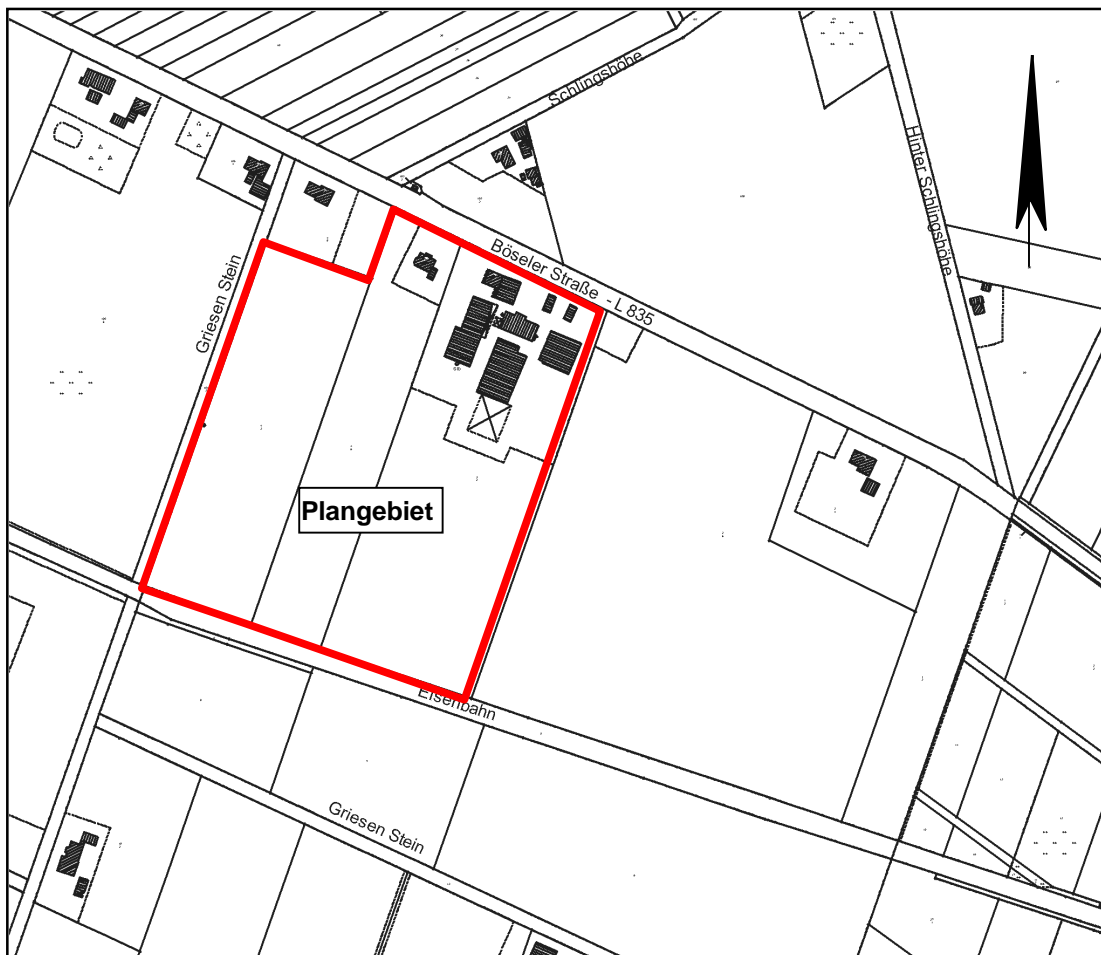 Schlingshöhe
Hinter Schlingshöhe
Böseler Straße - L 835
Griesen Stein
Plangebiet
Eisenbahn
Griesen Stein